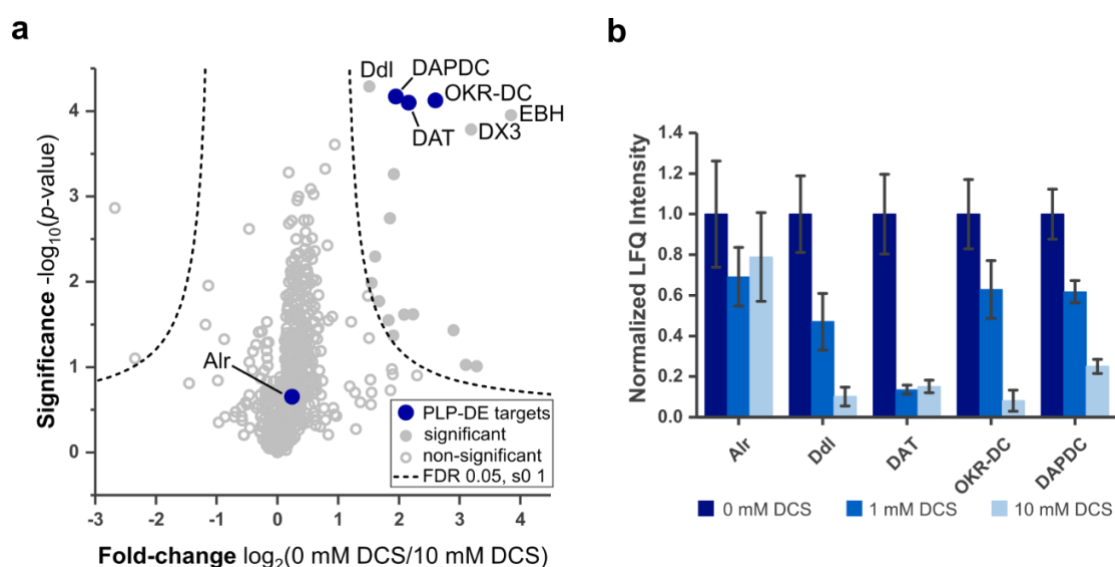 a
Significance -log10(p-value)
4
3
2
1
0
-3 -2 -1 0 1 2 3 4
Fold-change log2(0 mM DCS/10 mM DCS)
Ddl
DAPDC
OKR-DC
EBH
DAT
DX3
Alr
PLP-DE targets
significant
non-significant
FDR 0.05, s0 1
b
Normalized LFQ Intensity
1.4
1.2
1.0
0.8
0.6
0.4
0.2
0.0
Alr
Ddl
DAT
OKR-DC
DAPDC
0 mM DCS 1 mM DCS 10 mM DCS